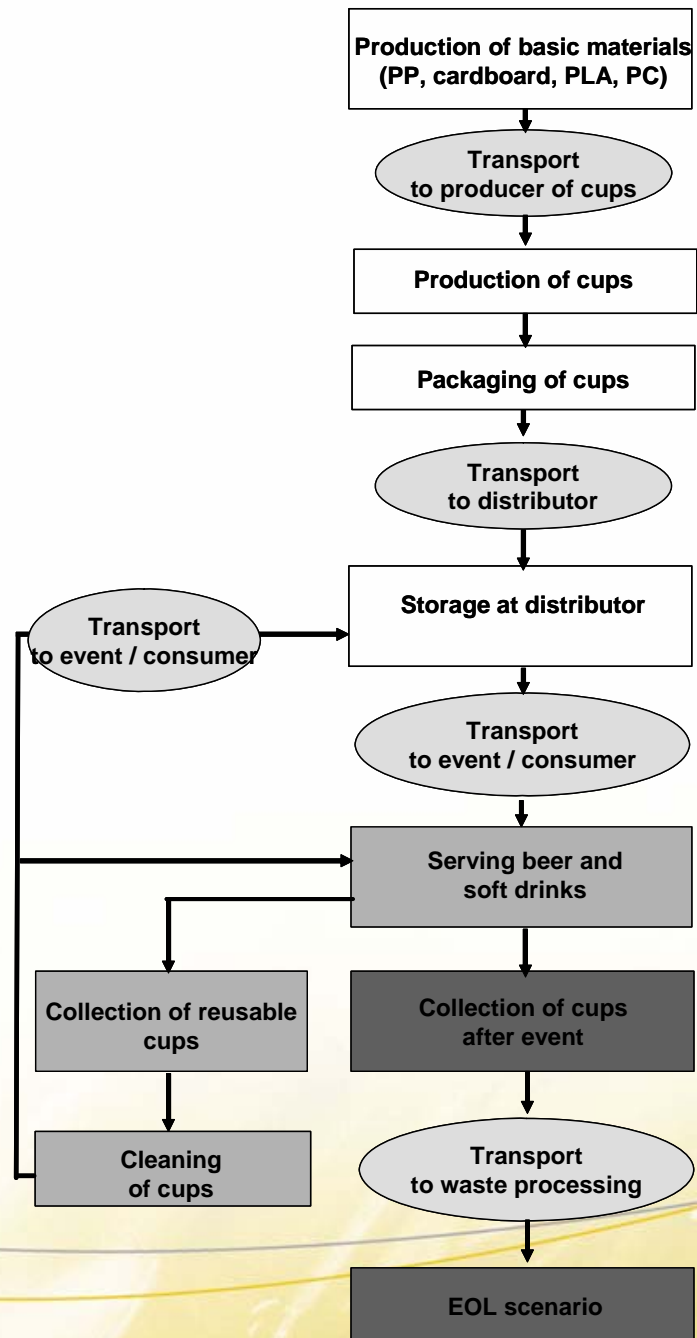 Production of basic materials
(PP, cardboard, PLA, PC)
Transport
to producer of cups
Production of cups
Packaging of cups
Transport
to distributor
Storage at distributor
Transport
to event / consumer
Transport
to event / consumer
Serving beer and
soft drinks
Collection of reusable
cups
Collection of cups
after event
Cleaning
of cups
Transport
to waste processing
EOL scenario